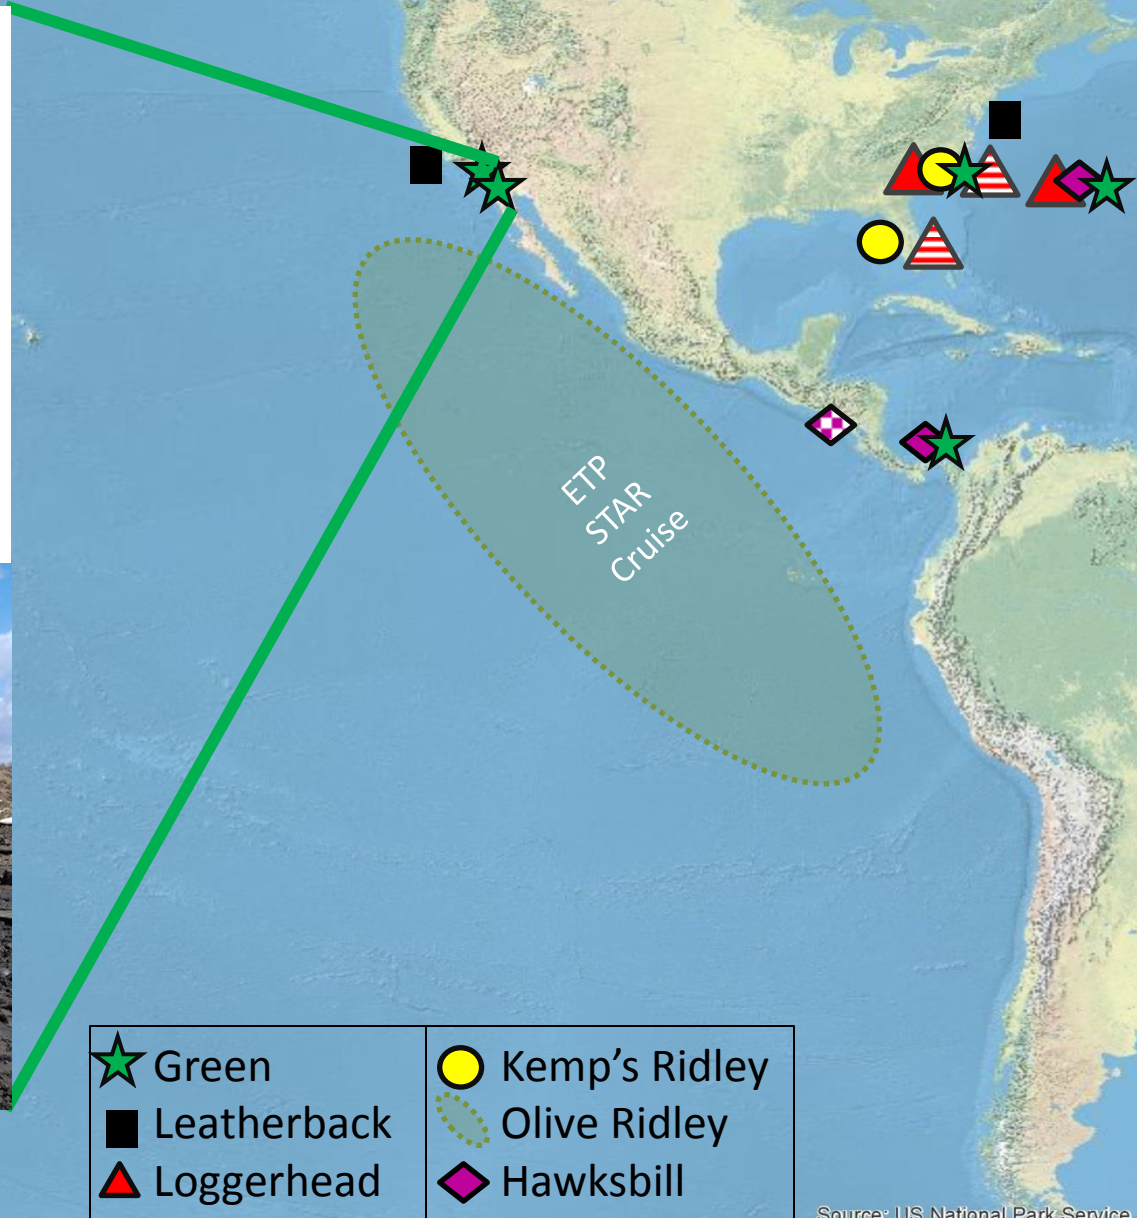 ETP
STAR
Cruise
Green
Leatherback
Loggerhead
Kemp's Ridley
Olive Ridley
Hawksbill
Source: US National Park Service